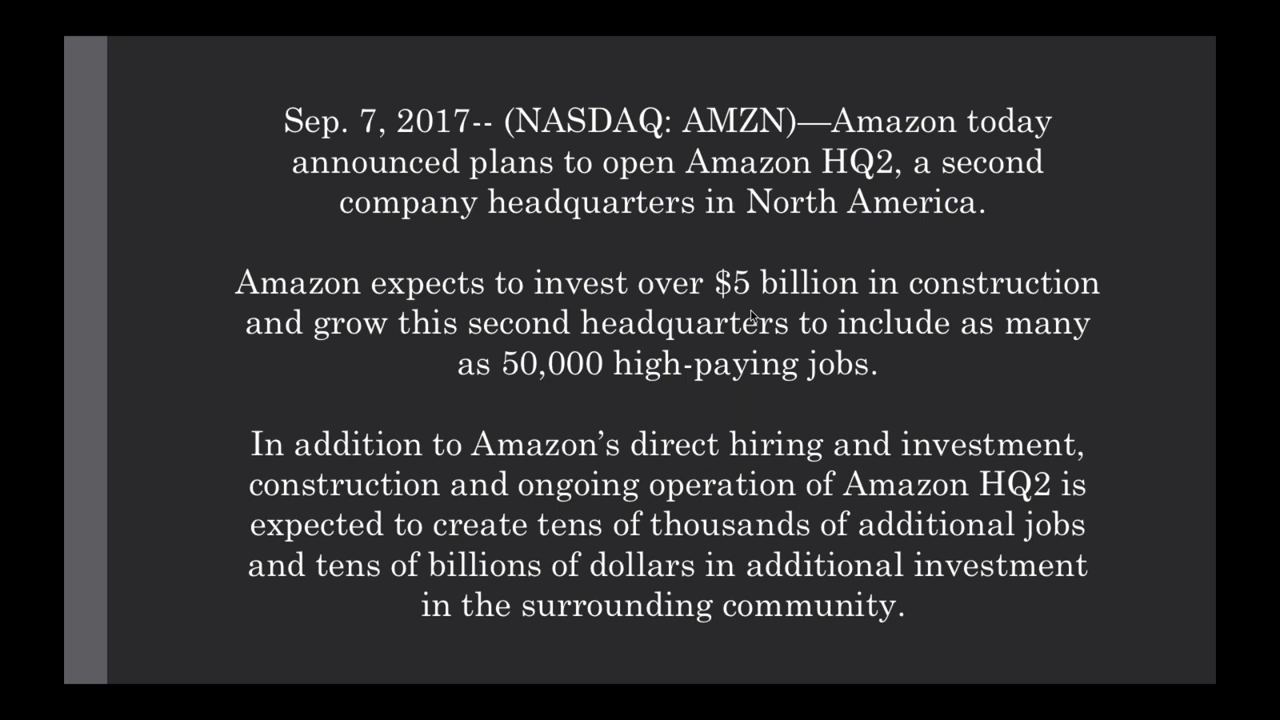 Sep. 7, 2017-- (NASDAQ: AMZN)—Amazon today
announced plans to open Amazon HQ2, a second
company headquarters in North America.
Amazon expects to invest over $5 billion in construction
and grow this second headquarters to include as many
as 50,000 high-paying jobs.
In addition to Amazon’s direct hiring and investment,
construction and ongoing operation of Amazon HQ2 is
expected to create tens of thousands of additional jobs
and tens of billions of dollars in additional investment
in the surrounding community.